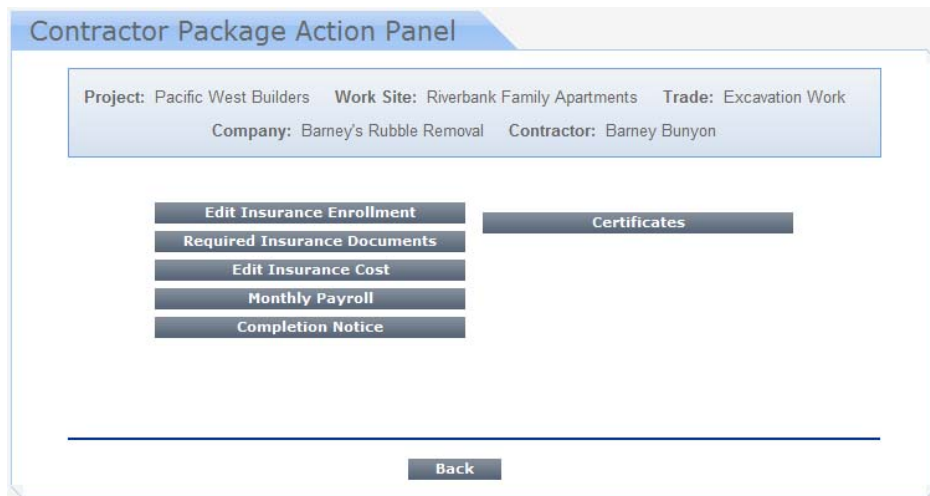 Contractor Package Action Panel
Project: Pacific West Builders Work Site: Riverbank Family Apartments Trade: Excavation Work
Company: Barney's Rubble Removal Contractor: Barney Bunyon
Edit Insurance Enrollment
Required Insurance Documents
Edit Insurance Cost
Monthly Payroll
Completion Notice
Certificates
Back